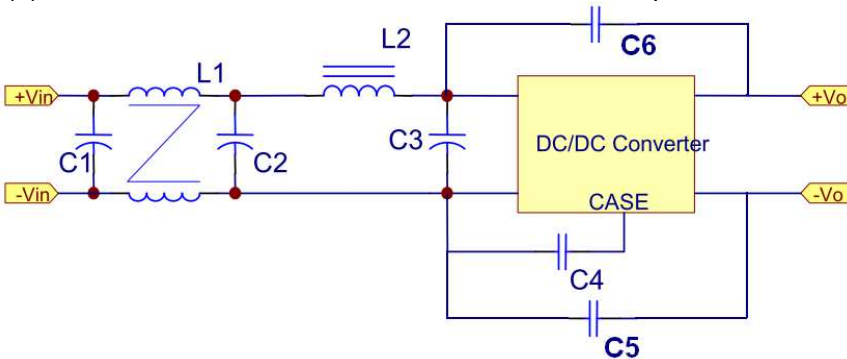 C6
L2
L1
+Vin
+Vo
C1
C2
C3
DC/DC Converter
-Vin
-Vo
CASE
C4
C5